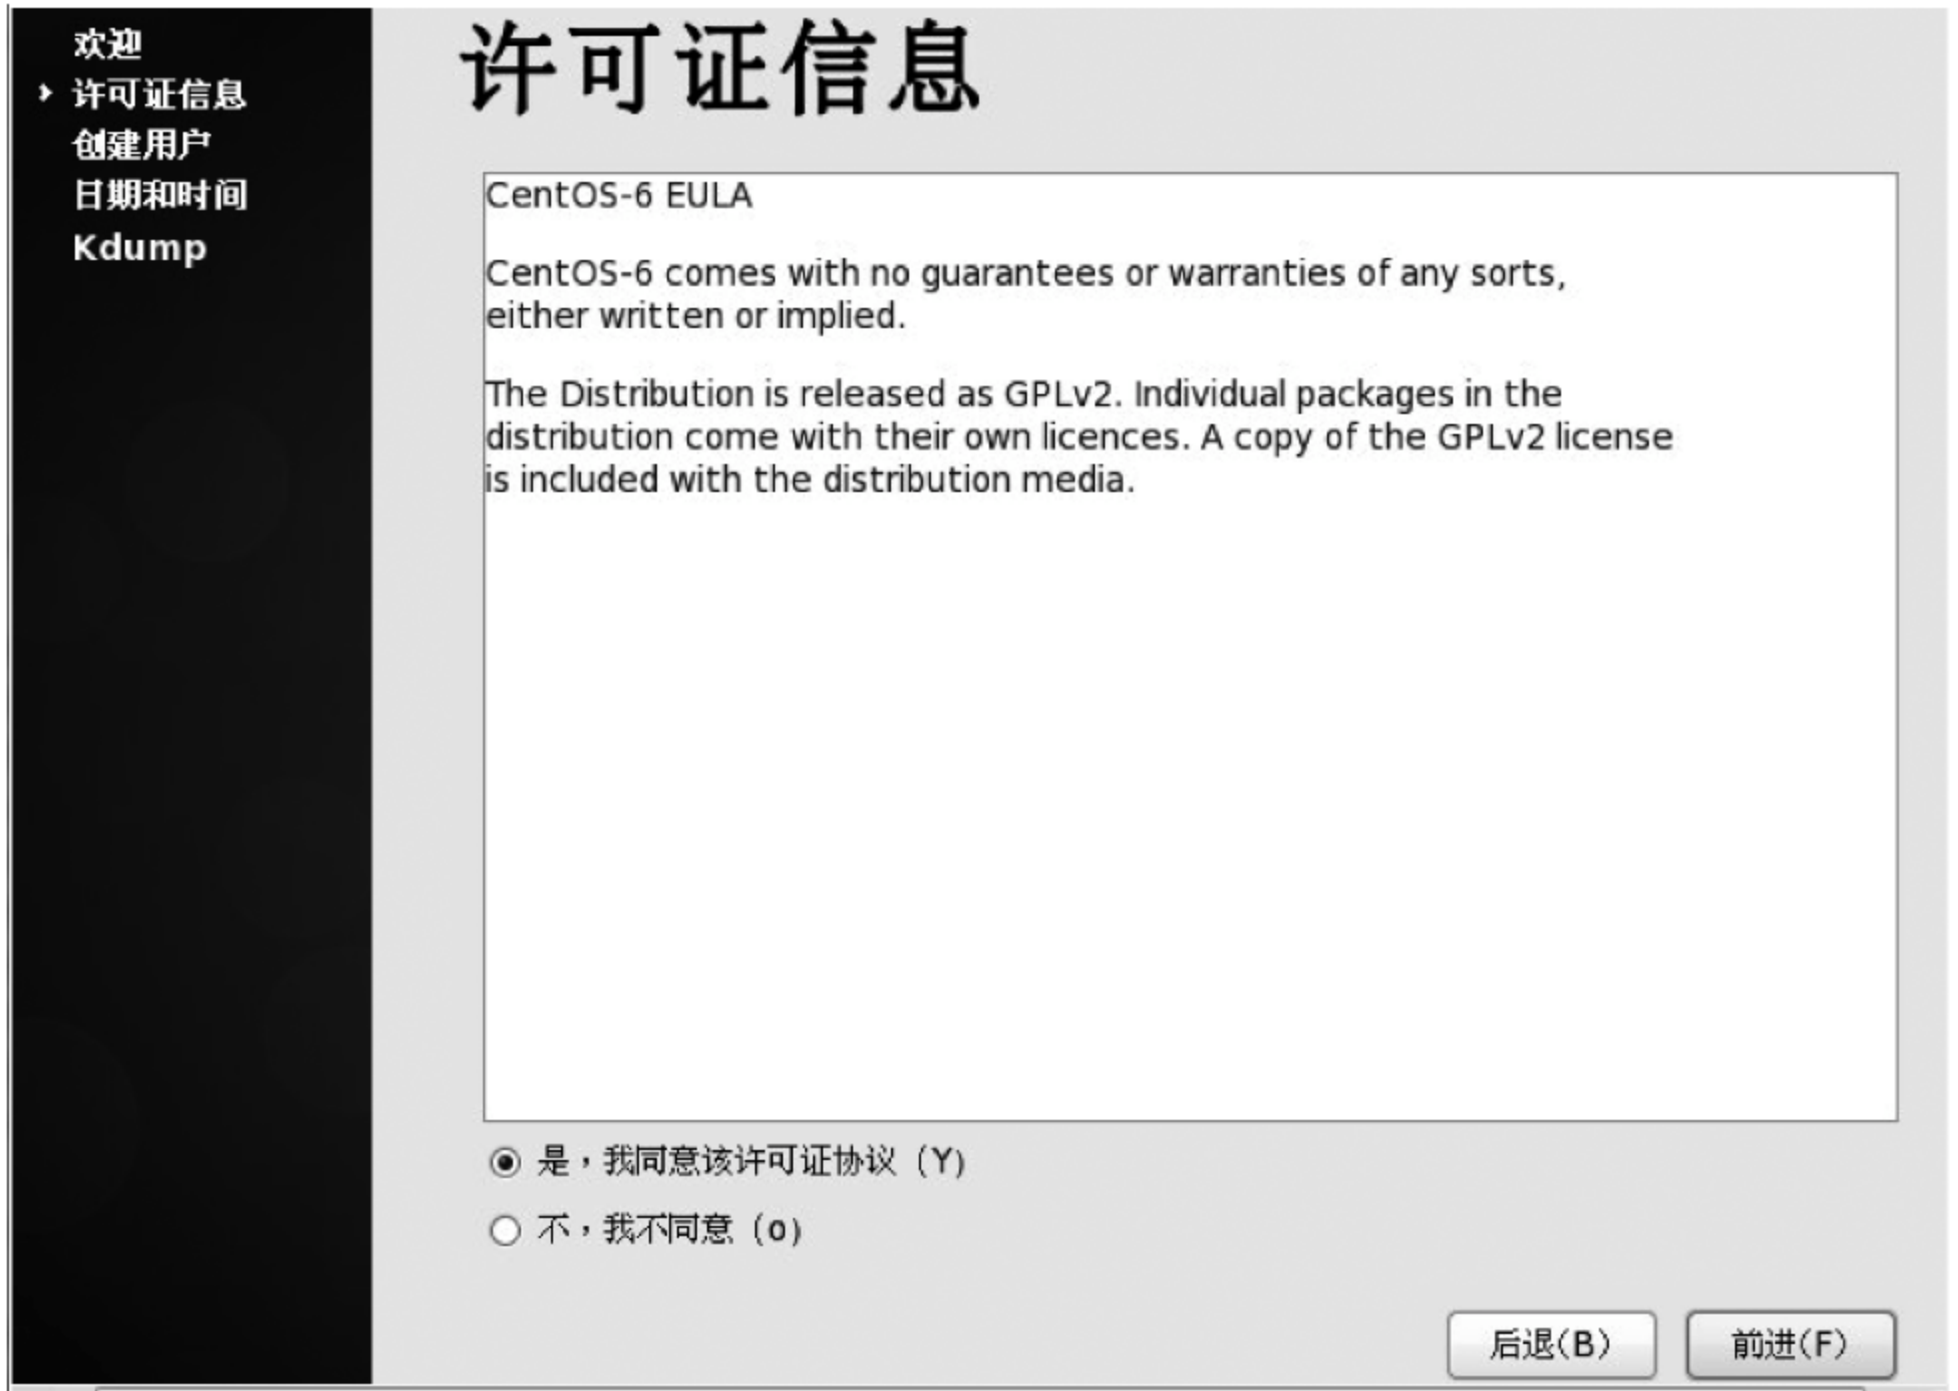 欢迎
许可证信息
创建用户
日期和时间
Kdump
许可证信息
CentOS-6 EULA
CentOS-6 comes with no guarantees or warranties of any sorts,
either written or implied.
The Distribution is released as GPLv2. Individual packages in the
distribution come with their own licences. A copy of the GPLv2 license
is included with the distribution media.
是，我同意该许可证协议（Y）
不，我不同意（o）
后退(B)
前进(F)